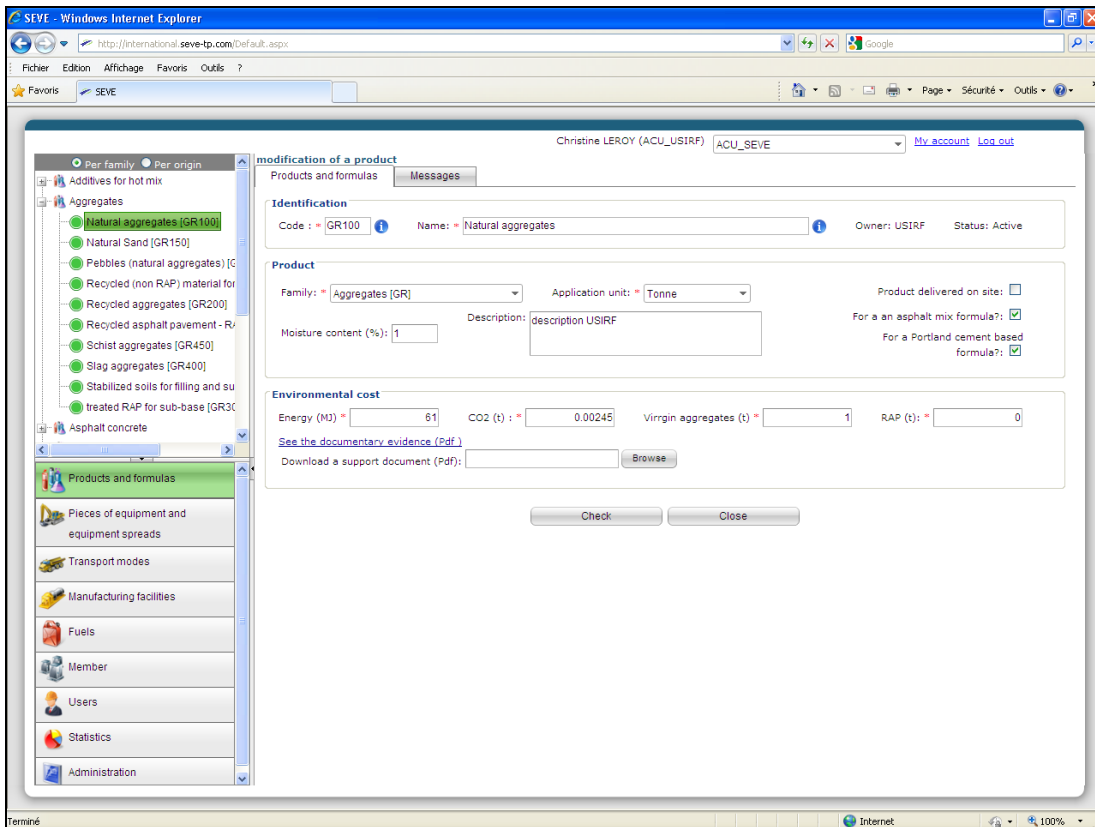 SEVE - Windows Internet Explorer
http://international.seve-tp.com/Default.aspx
Google
Fichier Edition Affichage Favoris Outils ?
Favoris SEVE Page Sécurité Outils
Christine LEROY (ACU_USIRF) ACU_SEVE My account Log out
Per family Per origin
Additives for hot mix
Aggregates
Natural aggregates [GR100]
Natural Sand [GR150]
Pebbles (natural aggregates) [G
Recycled (non RAP) material for
Recycled aggregates [GR200]
Recycled asphalt pavement - RA
Schist aggregates [GR450]
Slag aggregates [GR400]
Stabilized soils for filling and su
treated RAP for sub-base [GR30
Asphalt concrete
Products and formulas
Pieces of equipment and
equipment spreads
Transport modes
Manufacturing facilities
Fuels
Member
Users
Statistics
Administration
modification of a product
Products and formulas Messages
Identification
Code : * GR100 Name: * Natural aggregates Owner: USIRF Status: Active
Product
Family: * Aggregates [GR] Application unit: * Tonne Product delivered on site:
Moisture content (%): 1 Description: description USIRF For a an asphalt mix formula?:
For a Portland cement based
formula?:
Environmental cost
Energy (MJ) * 61 CO2 (t) : * 0.00245 Virrgin aggregates (t) * 1 RAP (t): * 0
See the documentary evidence (Pdf )
Download a support document (Pdf): Browse
Check Close
Terminé Internet 100%